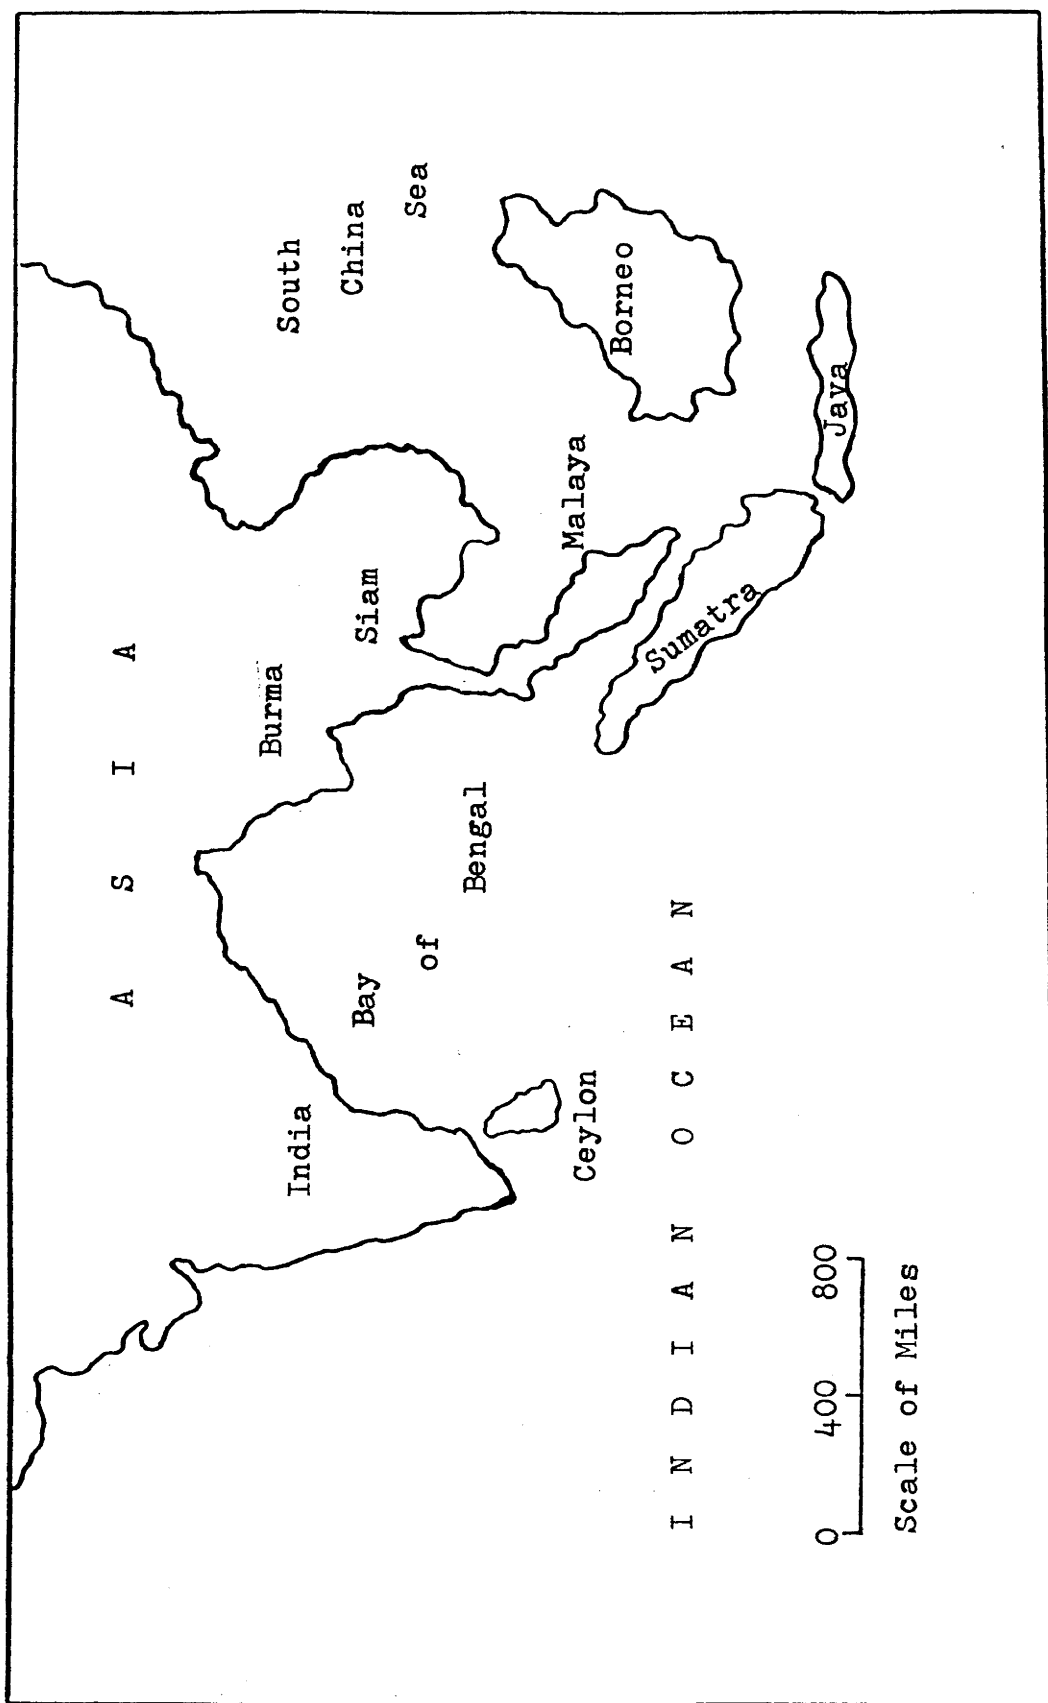 A S I A
South
China
Sea
India
Burma
Siam
Bay
of
Bengal
Malaya
Borneo
Ceylon
Sumatra
Java
I N D I A N   O C E A N
0 400 800
Scale of Miles